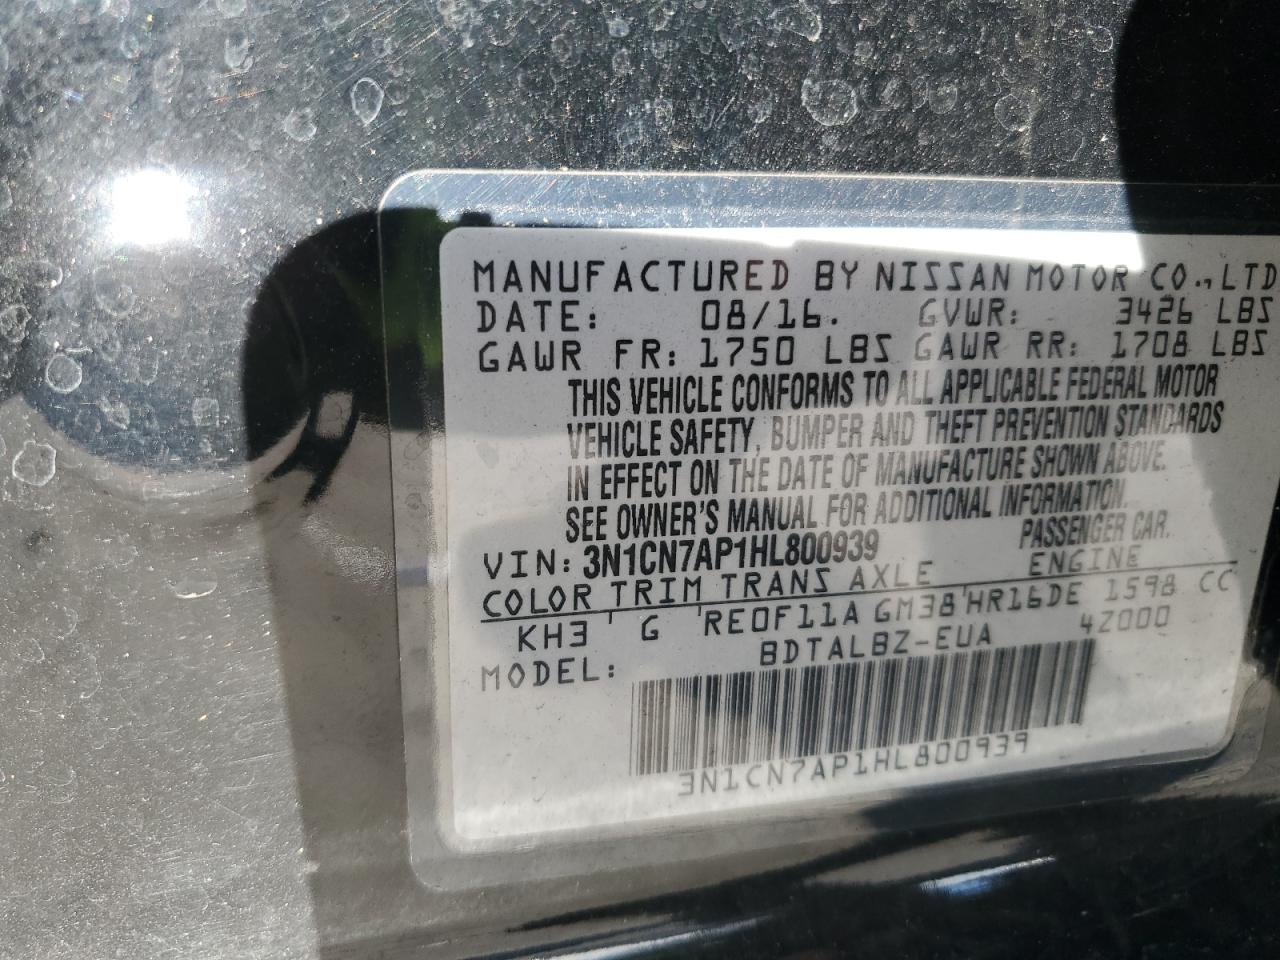 MANUFACTURED BY NISSAN MOTOR CO.,LTD
DATE: 08/16. GVWR: 3426 LBS
GAWR FR: 1750 LBS GAWR RR: 1708 LBS
THIS VEHICLE CONFORMS TO ALL APPLICABLE FEDERAL MOTOR
VEHICLE SAFETY, BUMPER AND THEFT PREVENTION STANDARDS
IN EFFECT ON THE DATE OF MANUFACTURE SHOWN ABOVE.
SEE OWNER'S MANUAL FOR ADDITIONAL INFORMATION.
VIN: 3N1CN7AP1HL800939 PASSENGER CAR.
COLOR TRIM TRANS AXLE ENGINE
KH3 ' G 'RE0F11A GM38'HR16DE 1598 CC
MODEL: BDTALBZ-EUA 4Z000
3N1CN7AP1HL800939